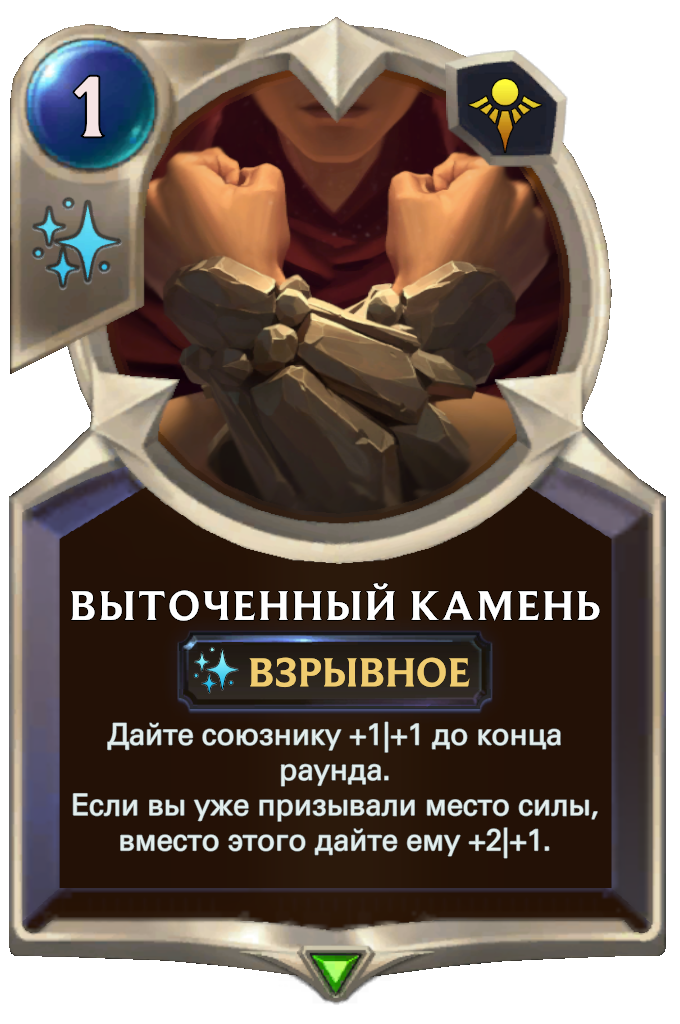 1
ВЫТОЧЕННЫЙ КАМЕНЬ
ВЗРЫВНОЕ
Дайте союзнику +1|+1 до конца
раунда.
Если вы уже призывали место силы,
вместо этого дайте ему +2|+1.